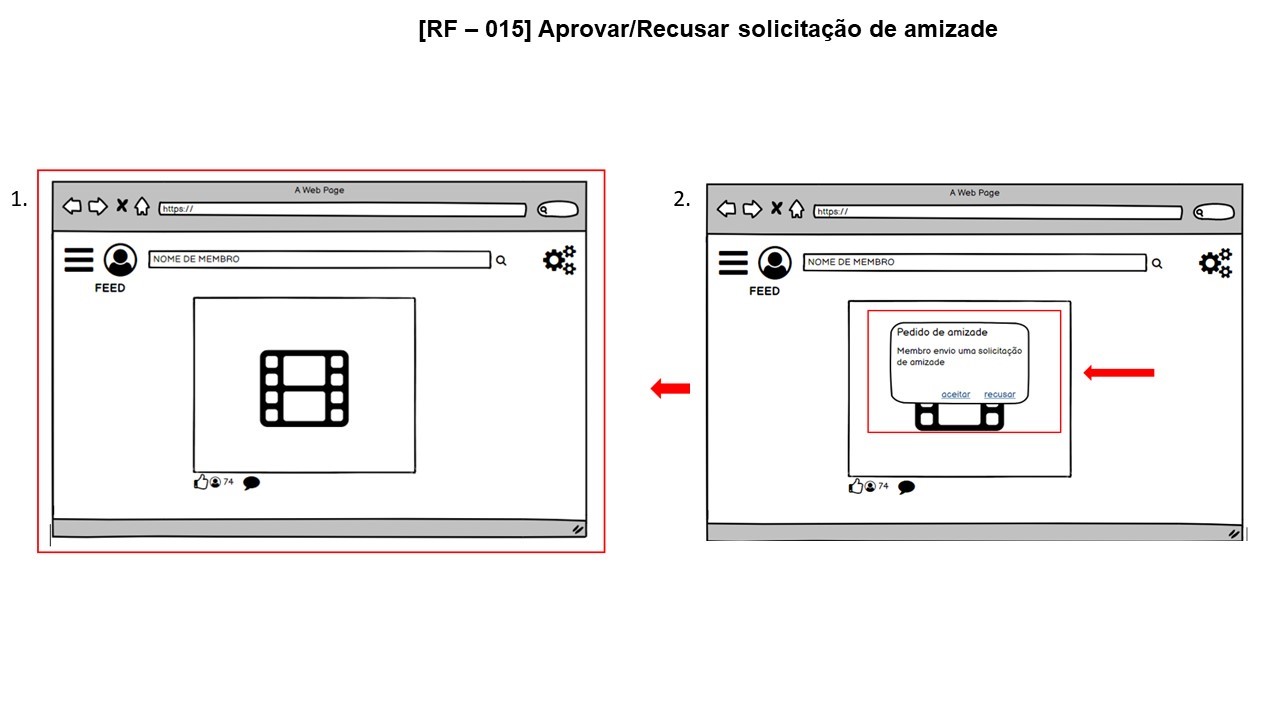 [RF – 015] Aprovar/Recusar solicitação de amizade
1.
A Web Page
https://
NOME DE MEMBRO
FEED
74
2.
A Web Page
https://
NOME DE MEMBRO
FEED
Pedido de amizade
Membro envio uma solicitação
de amizade
aceitar recusar
74